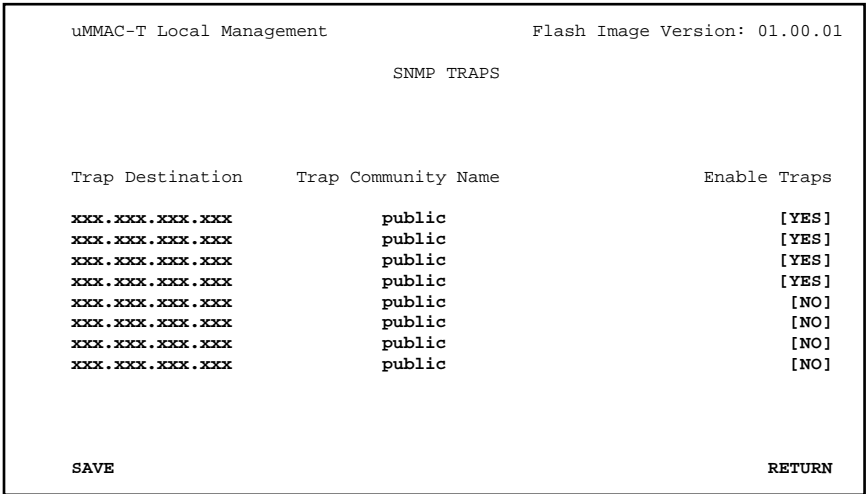 uMMAC-T Local Management Flash Image Version: 01.00.01
SNMP TRAPS
Trap Destination Trap Community Name Enable Traps
xxx.xxx.xxx.xxx public [YES]
xxx.xxx.xxx.xxx public [YES]
xxx.xxx.xxx.xxx public [YES]
xxx.xxx.xxx.xxx public [YES]
xxx.xxx.xxx.xxx public [NO]
xxx.xxx.xxx.xxx public [NO]
xxx.xxx.xxx.xxx public [NO]
xxx.xxx.xxx.xxx public [NO]
SAVE RETURN